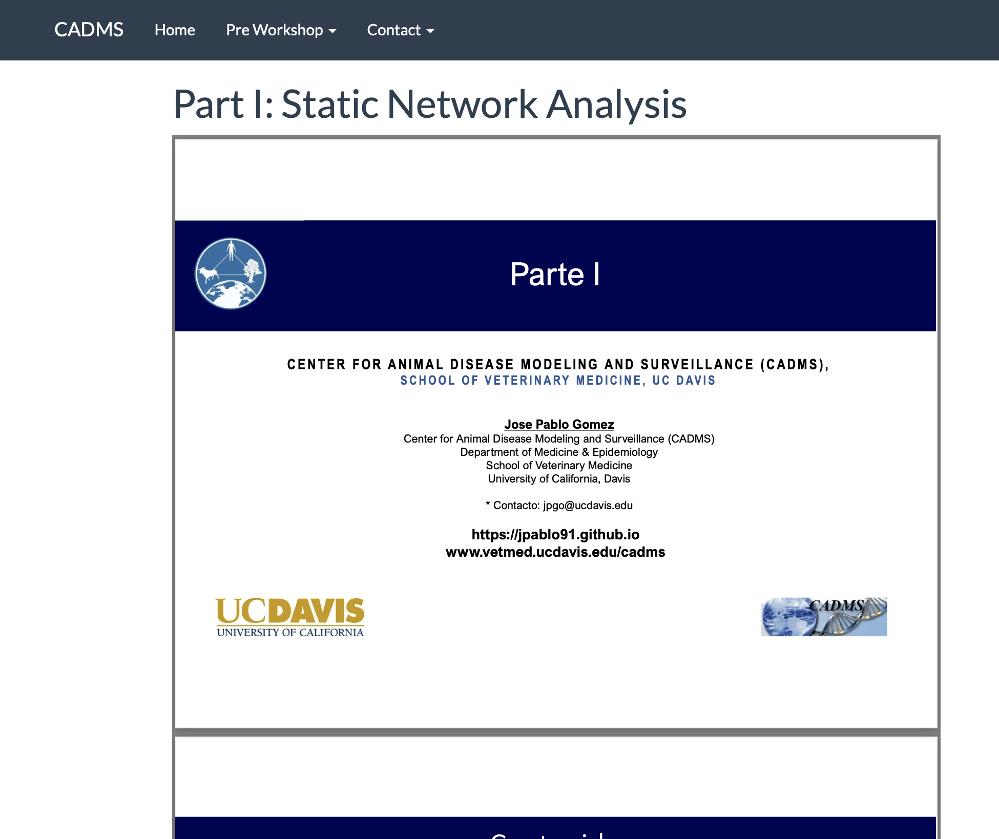 CADMS Home Pre Workshop Contact
Part I: Static Network Analysis
Parte I
CENTER FOR ANIMAL DISEASE MODELING AND SURVEILLANCE (CADMS),
SCHOOL OF VETERINARY MEDICINE, UC DAVIS
Jose Pablo Gomez
Center for Animal Disease Modeling and Surveillance (CADMS)
Department of Medicine & Epidemiology
School of Veterinary Medicine
University of California, Davis
* Contacto: jpgo@ucdavis.edu
https://jpablo91.github.io
www.vetmed.ucdavis.edu/cadms
UCDAVIS
UNIVERSITY OF CALIFORNIA
CADMS